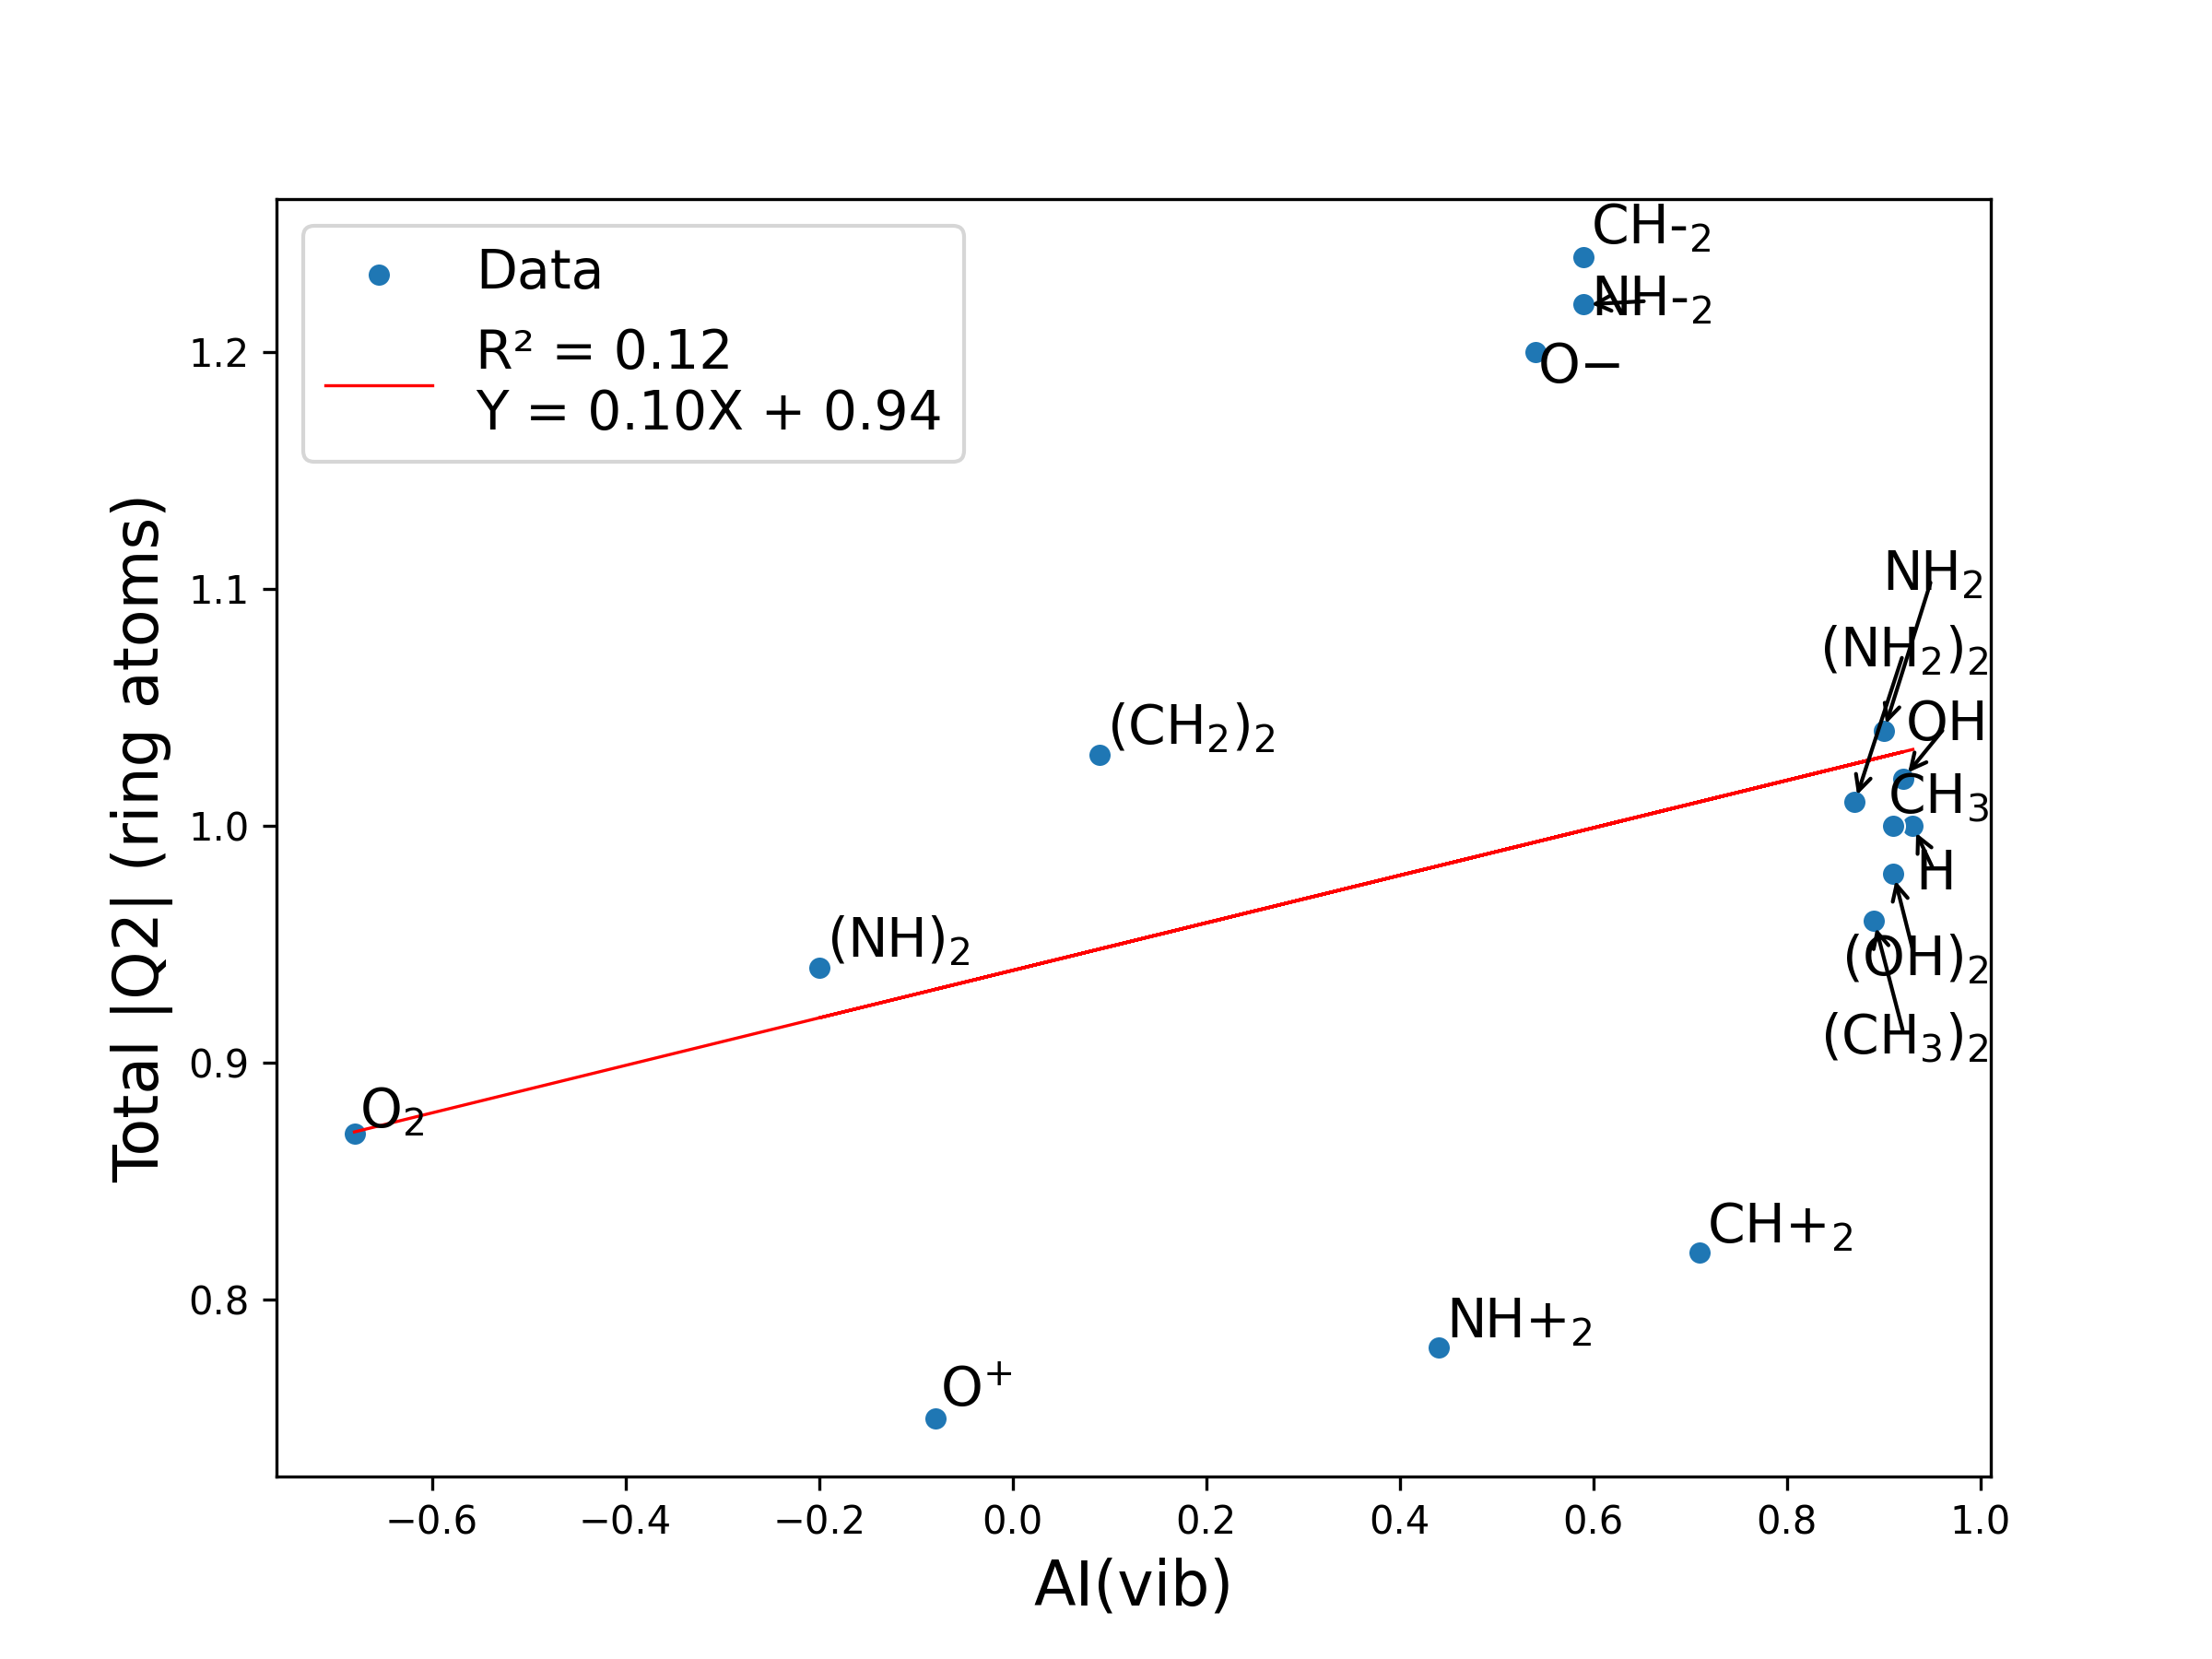 Data
R² = 0.12
Y = 0.10X + 0.94
CH-₂
NH-₂
O−
NH₂
(NH₂)₂
OH
(CH₂)₂
CH₃
H
(NH)₂
(OH)₂
(CH₃)₂
O₂
CH+₂
NH+₂
O⁺
1.2
1.1
1.0
0.9
0.8
Total |Q2| (ring atoms)
−0.6 −0.4 −0.2 0.0 0.2 0.4 0.6 0.8 1.0
AI(vib)